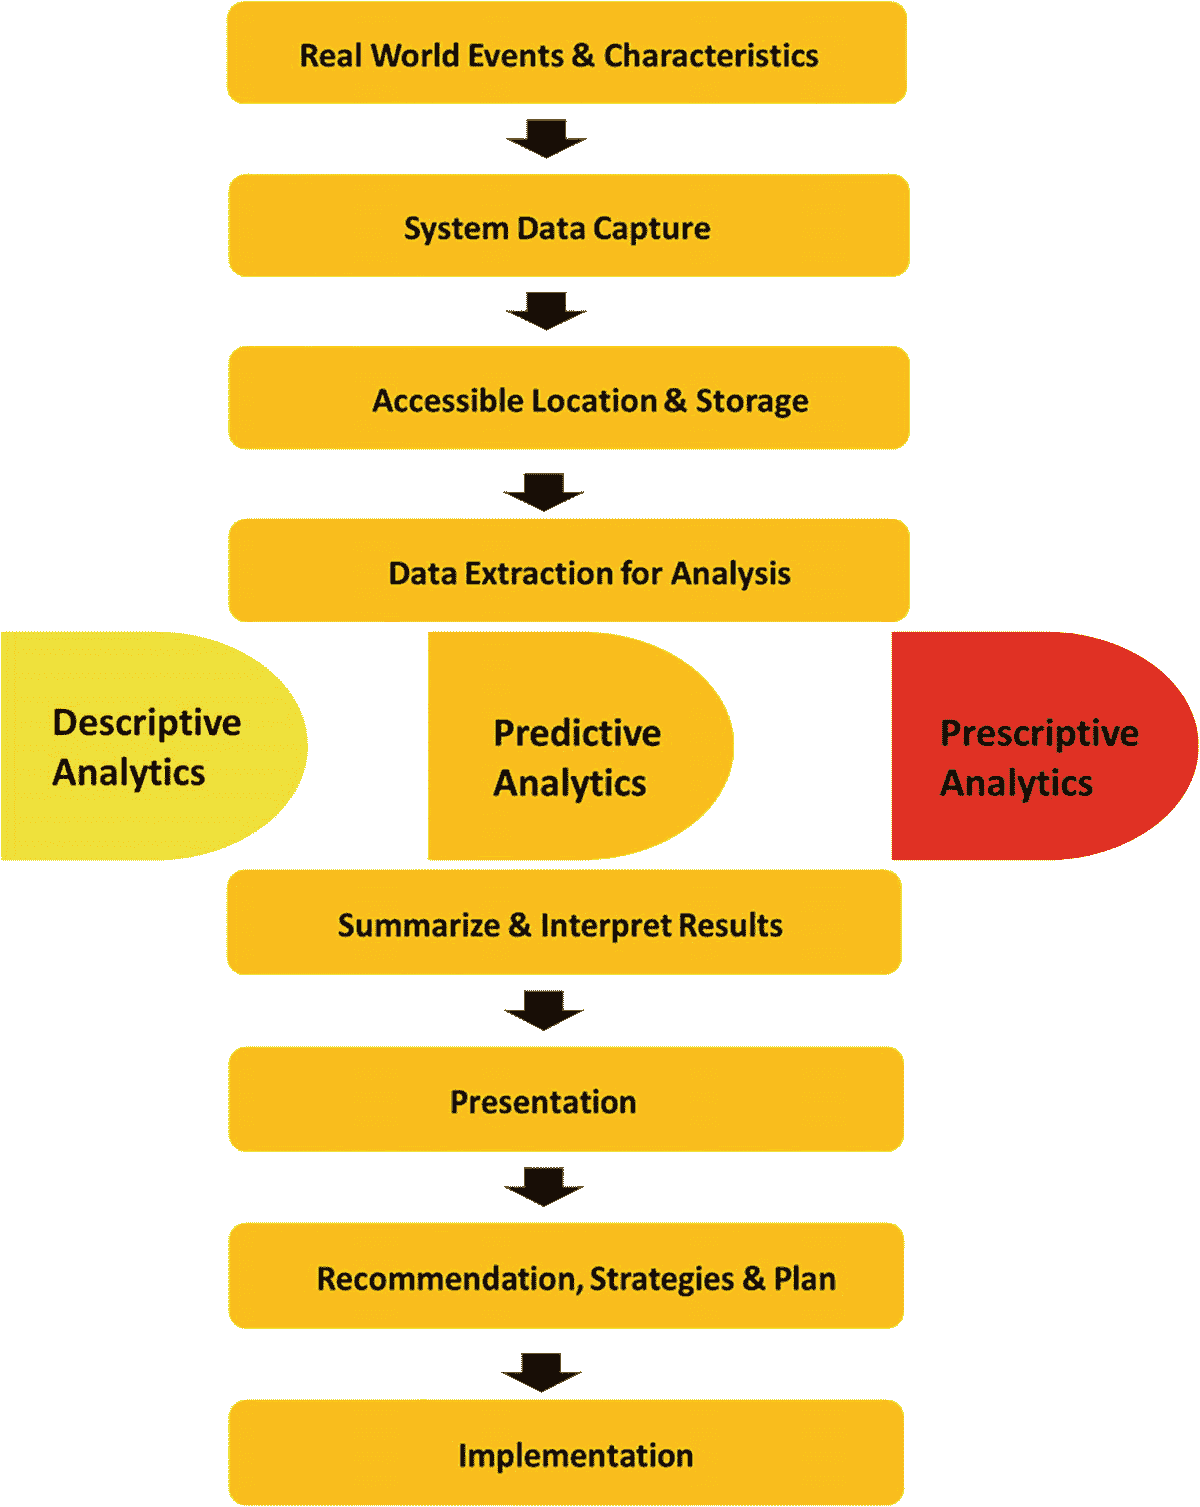 Real World Events & Characteristics
System Data Capture
Accessible Location & Storage
Data Extraction for Analysis
Descriptive
Analytics
Predictive
Analytics
Prescriptive
Analytics
Summarize & Interpret Results
Presentation
Recommendation, Strategies & Plan
Implementation